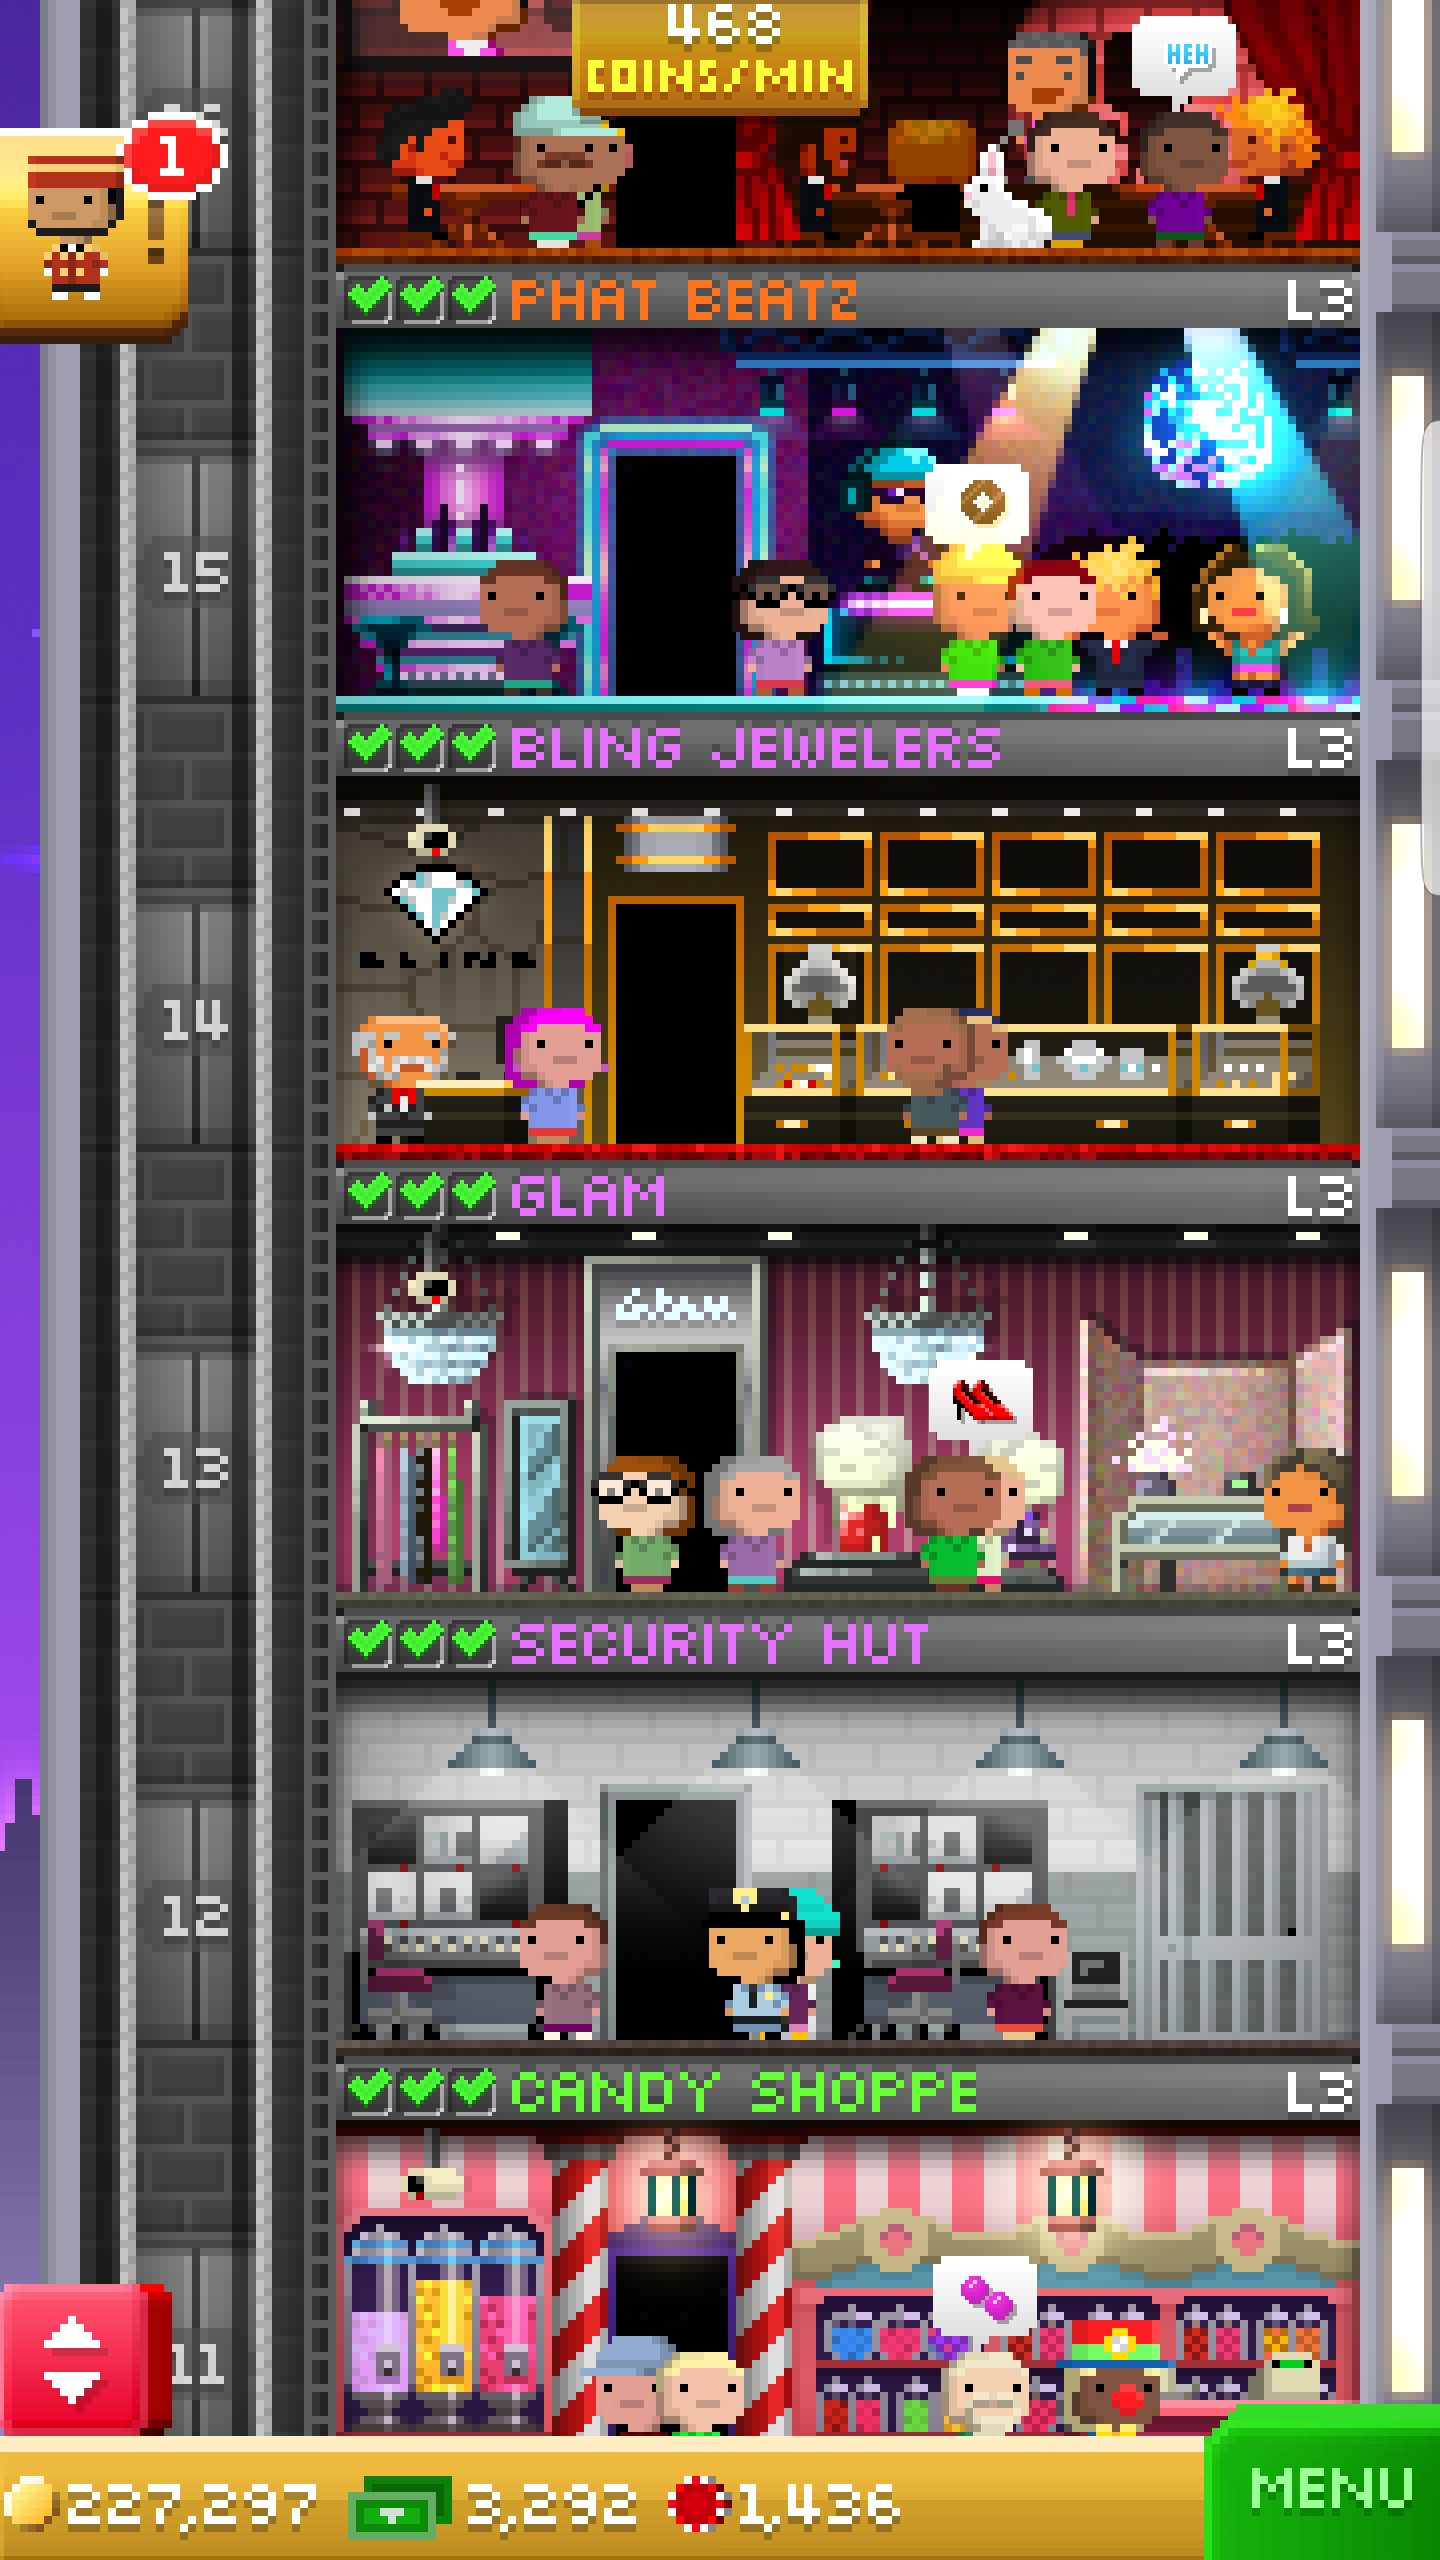 468
COINS/MIN
HEH
1
PHAT BEATZ L3
15
BLING JEWELERS L3
BLING
14
GLAM L3
Glam
13
SECURITY HUT L3
12
CANDY SHOPPE L3
11
227,297 3,292 1,436
MENU